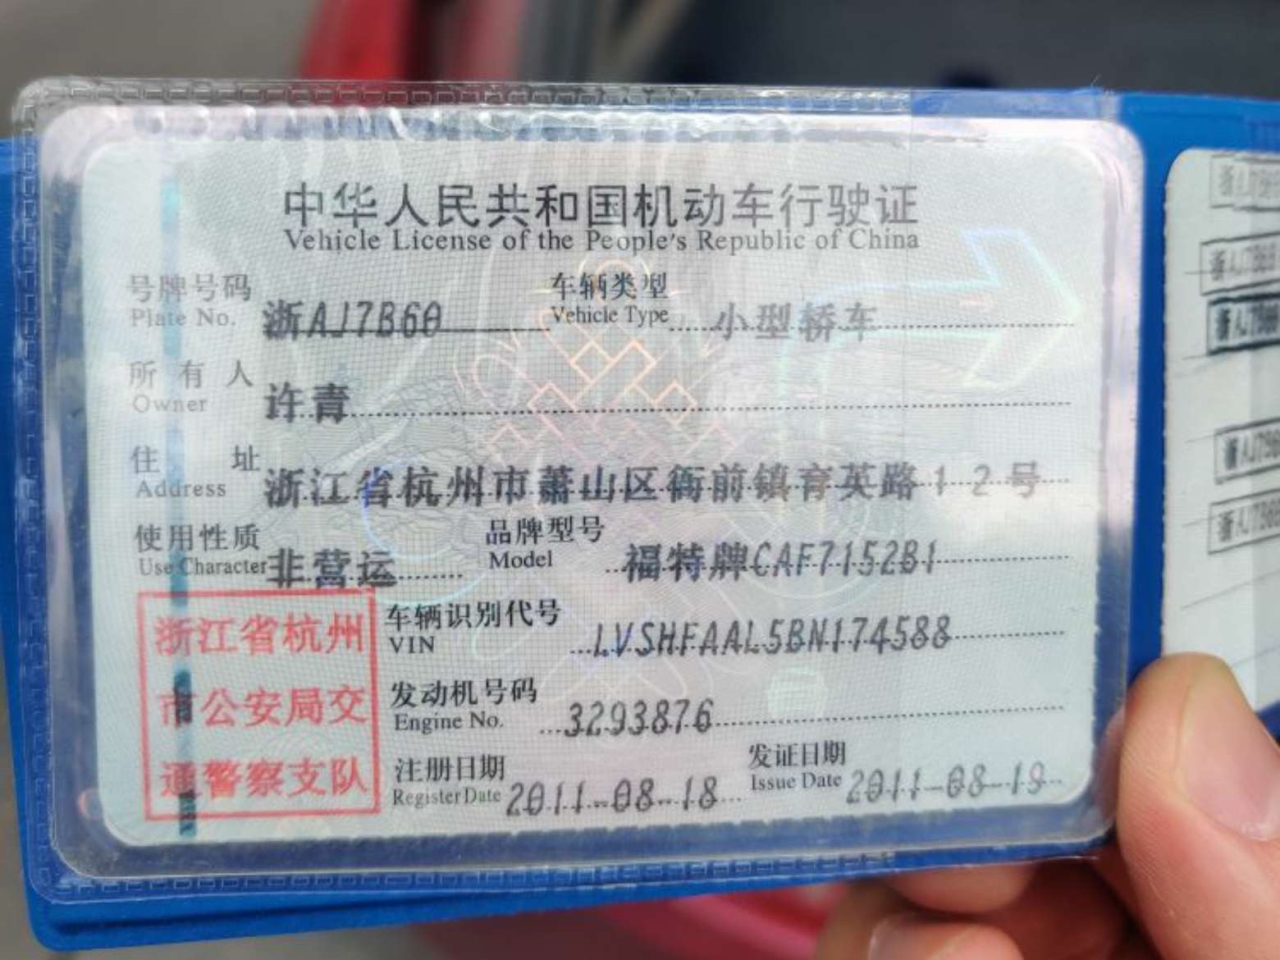 中华人民共和国机动车行驶证
Vehicle License of the People's Republic of China
号牌号码 浙AJ7B60 车辆类型 小型轿车
Plate No. Vehicle Type
所有人 许青
Owner
住址 浙江省杭州市萧山区衙前镇育英路12号
Address
使用性质 非营运 品牌型号 福特牌CAF7152B1
Use Character Model
浙江省杭州
市公安局交
通警察支队
车辆识别代号 LVSHFAAL5BN174588
VIN
发动机号码 3293876
Engine No.
注册日期 2011-08-18 发证日期 2011-08-19
Register Date Issue Date